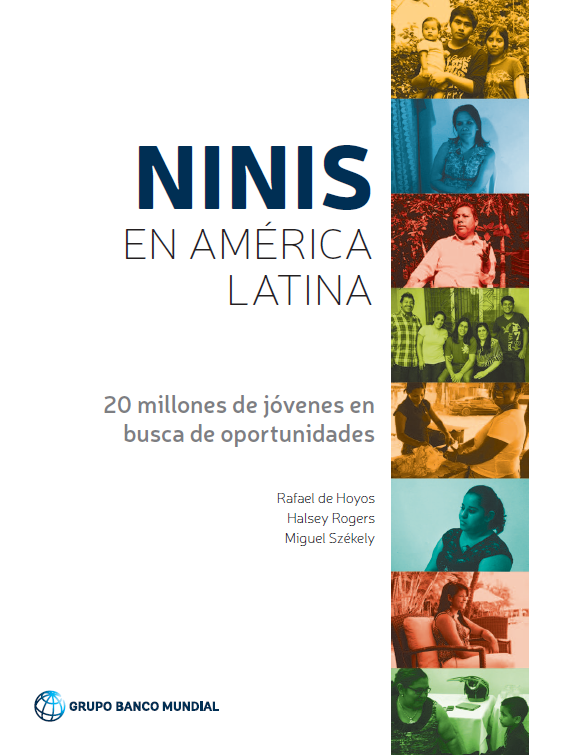 NINIS
EN AMÉRICA
LATINA
20 millones de jóvenes en
busca de oportunidades
Rafael de Hoyos
Halsey Rogers
Miguel Székely
GRUPO BANCO MUNDIAL